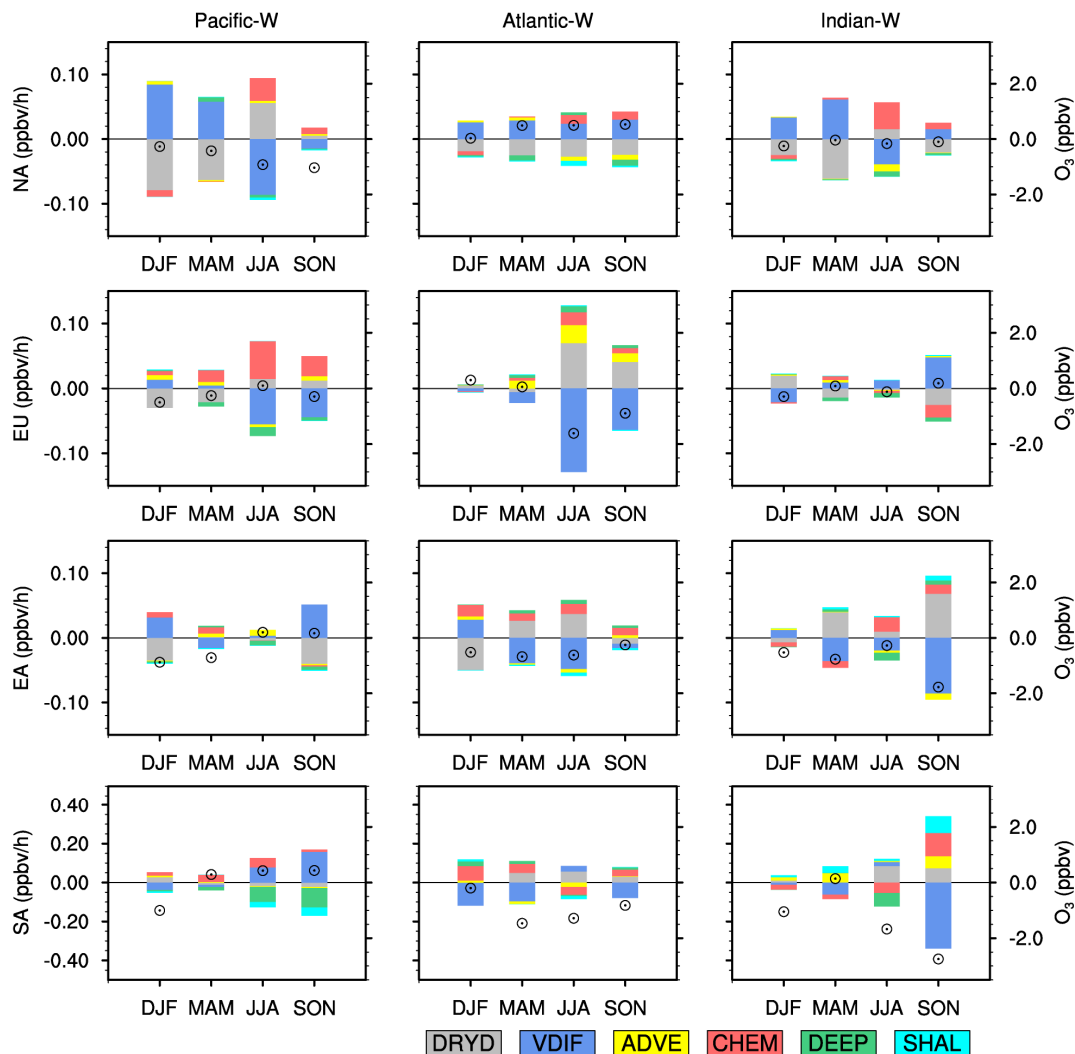 Pacific-W Atlantic-W Indian-W
NA (ppbv/h)
0.10
0.00
-0.10
2.0
0.0
-2.0
O₃ (ppbv)
DJF MAM JJA SON DJF MAM JJA SON DJF MAM JJA SON
EU (ppbv/h)
0.10
0.00
-0.10
2.0
0.0
-2.0
O₃ (ppbv)
DJF MAM JJA SON DJF MAM JJA SON DJF MAM JJA SON
EA (ppbv/h)
0.10
0.00
-0.10
2.0
0.0
-2.0
O₃ (ppbv)
DJF MAM JJA SON DJF MAM JJA SON DJF MAM JJA SON
SA (ppbv/h)
0.40
0.20
0.00
-0.20
-0.40
2.0
0.0
-2.0
O₃ (ppbv)
DJF MAM JJA SON DJF MAM JJA SON DJF MAM JJA SON
DRYD VDIF ADVE CHEM DEEP SHAL